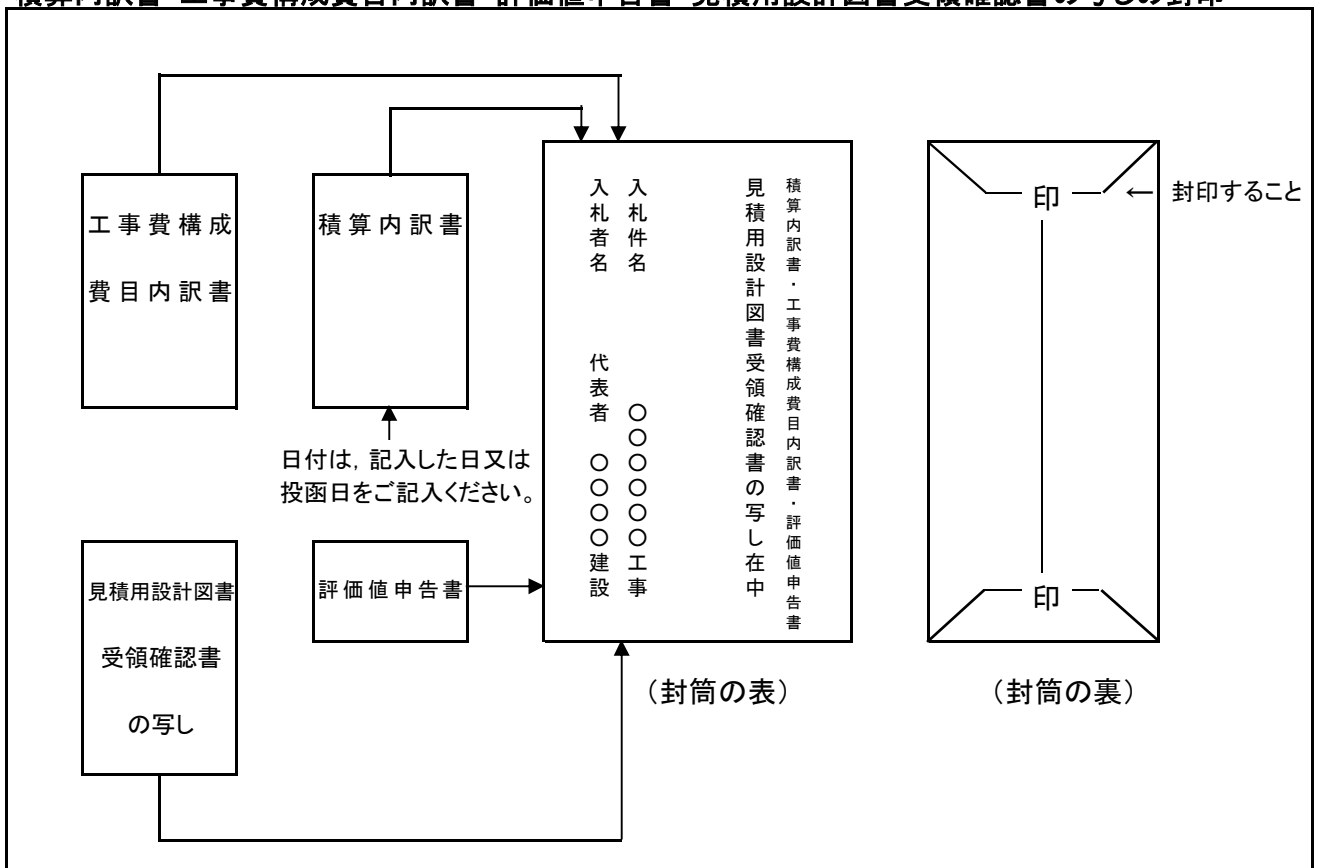 積算内訳書・工事費構成費目内訳書・評価値申告書・見積用設計図書受領確認書の写しの封印
工事費構成
費目内訳書
積算内訳書
日付は，記入した日又は
投函日をご記入ください。
見積用設計図書
受領確認書
の写し
評価値申告書
積算内訳書・工事費構成費目内訳書・評価値申告書
見積用設計図書受領確認書の写し在中
入札件名 〇〇〇〇〇〇工事
入札者名 代表者 〇〇〇〇建設
（封筒の表）
印 ← 封印すること
印
（封筒の裏）